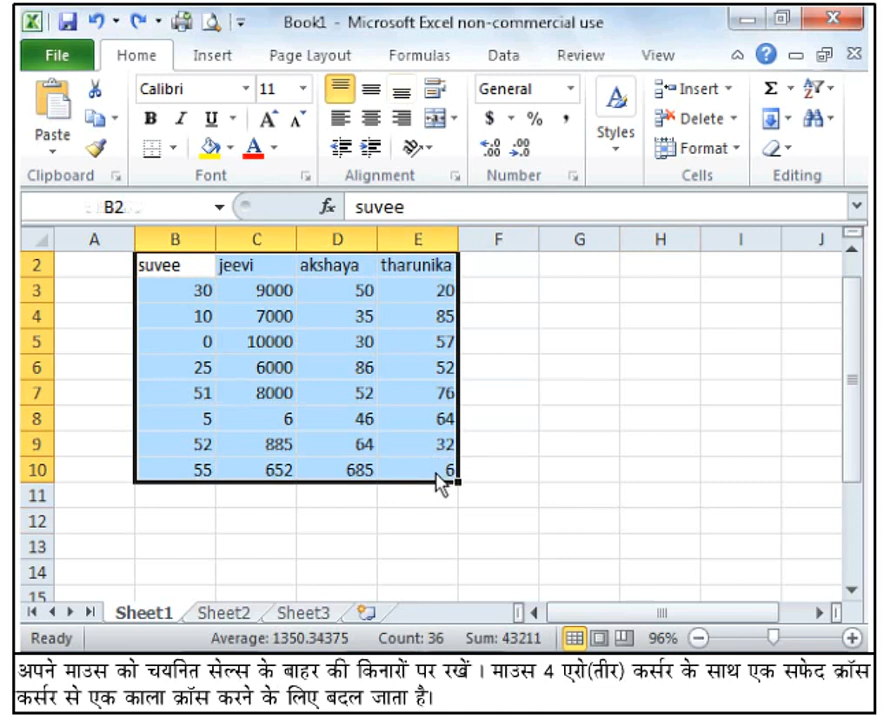 Book1 - Microsoft Excel non-commercial use
File Home Insert Page Layout Formulas Data Review View
Calibri 11 General Insert
B I U A A $ % , Styles Delete
Paste A .00 .00 Format
Clipboard Font Alignment Number Cells Editing
B2 fx suvee
A B C D E F G H I J
2 suvee jeevi akshaya tharunika
3 30 9000 50 20
4 10 7000 35 85
5 0 10000 30 57
6 25 6000 86 52
7 51 8000 52 76
8 5 6 46 64
9 52 885 64 32
10 55 652 685 6
11
12
13
14
15
Sheet1 Sheet2 Sheet3
Ready Average: 1350.34375 Count: 36 Sum: 43211 96%
अपने माउस को चयनित सेल्स के बाहर की किनारों पर रखें । माउस 4 एरो(तीर) कर्सर के साथ एक सफेद क्रॉस
कर्सर से एक काला क्रॉस करने के लिए बदल जाता है।